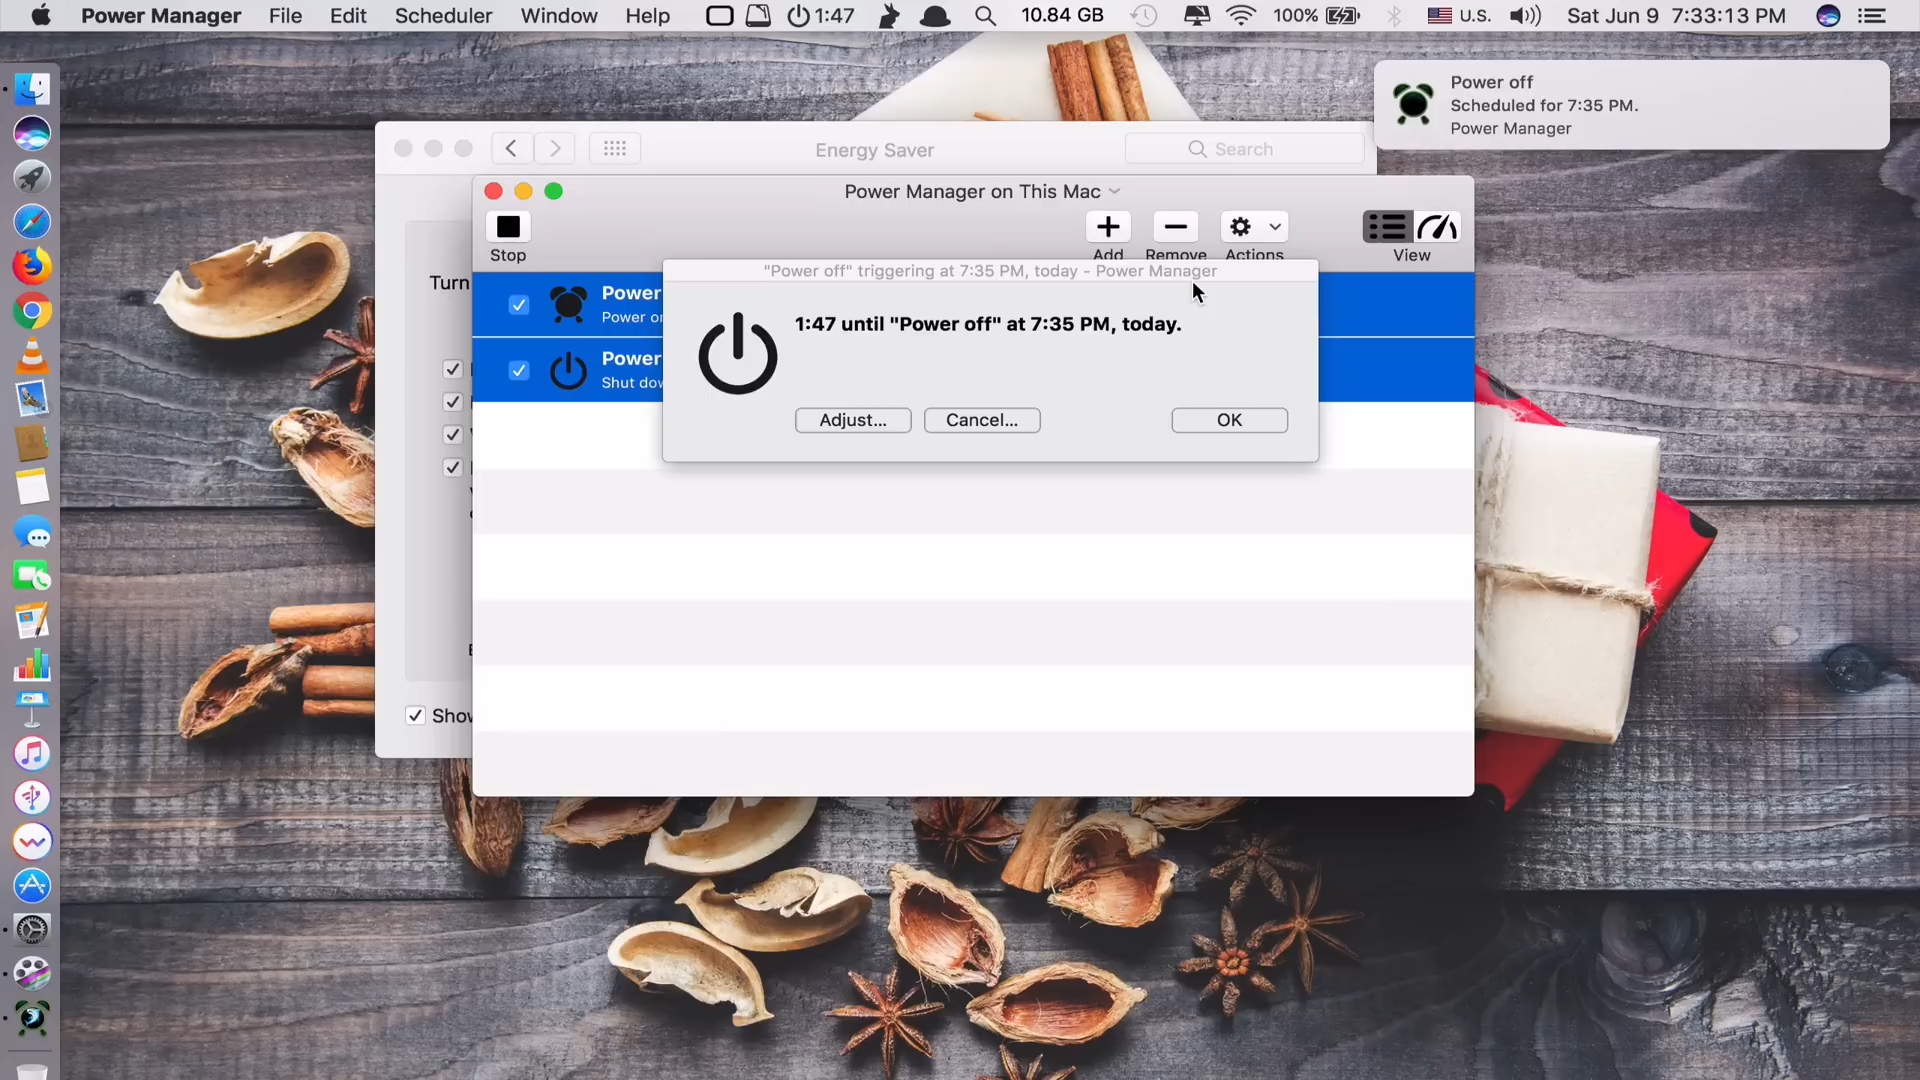 Power Manager File Edit Scheduler Window Help 1:47 10.84 GB 100% U.S. Sat Jun 9 7:33:13 PM
Power off
Scheduled for 7:35 PM.
Power Manager
Energy Saver
Search
Power Manager on This Mac
Stop
Add
Remove
Actions
View
"Power off" triggering at 7:35 PM, today - Power Manager
1:47 until "Power off" at 7:35 PM, today.
Adjust...
Cancel...
OK
Power
Power
Shut
Turn